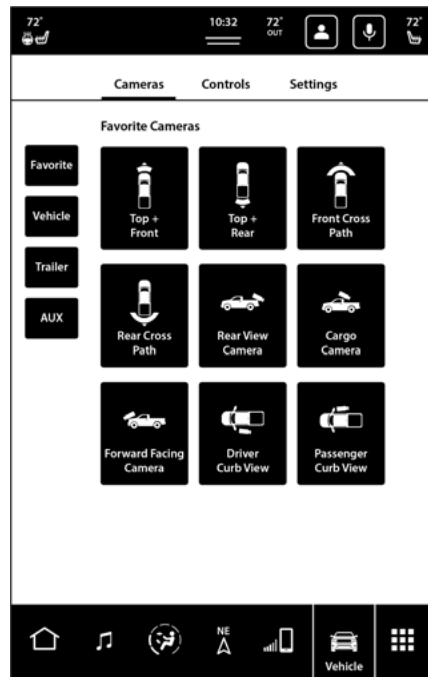 72°
10:32
72°
OUT
72°
Cameras Controls Settings
Favorite Cameras
Favorite
Vehicle
Trailer
AUX
Top +
Front
Top +
Rear
Front Cross
Path
Rear Cross
Path
Rear View
Camera
Cargo
Camera
Forward Facing
Camera
Driver
Curb View
Passenger
Curb View
NE
Vehicle